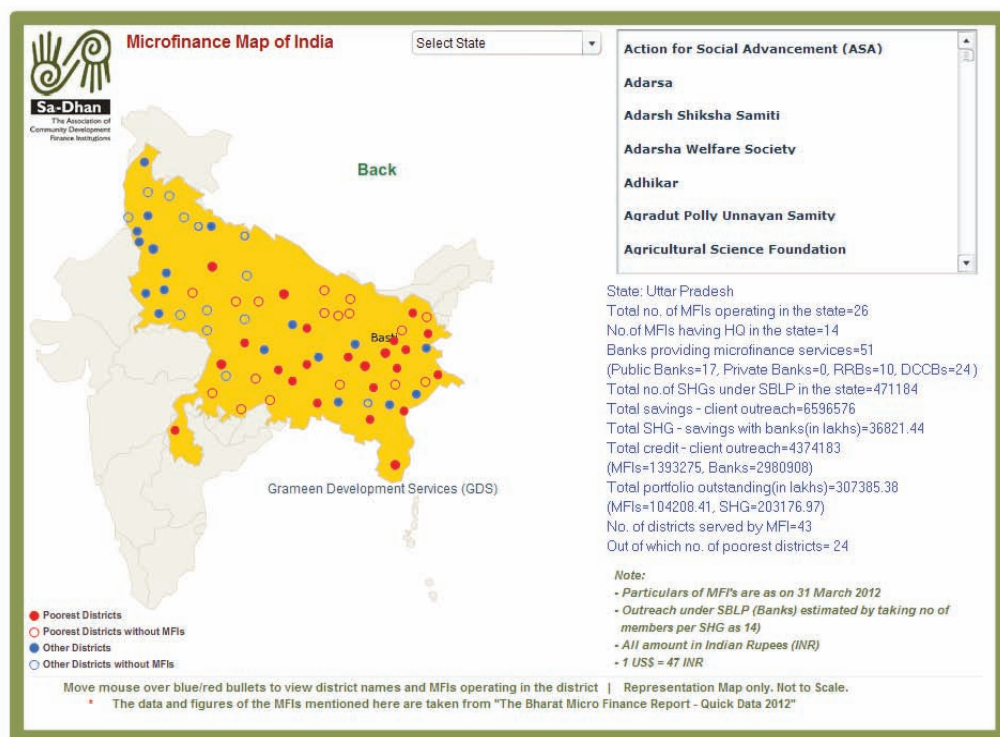 Microfinance Map of India
Select State
Sa-Dhan
The Association of
Community Development
Finance Institutions
Action for Social Advancement (ASA)
Adarsa
Adarsh Shiksha Samiti
Adarsha Welfare Society
Adhikar
Agradut Polly Unnayan Samity
Agricultural Science Foundation
Back
Basti
Grameen Development Services (GDS)
State: Uttar Pradesh
Total no. of MFIs operating in the state=26
No.of MFIs having HQ in the state=14
Banks providing microfinance services=51
(Public Banks=17, Private Banks=0, RRBs=10, DCCBs=24 )
Total no.of SHGs under SBLP in the state=471184
Total savings - client outreach=6596576
Total SHG - savings with banks(in lakhs)=36821.44
Total credit - client outreach=4374183
(MFIs=1393275, Banks=2980908)
Total portfolio outstanding(in lakhs)=307385.38
(MFIs=104208.41, SHG=203176.97)
No. of districts served by MFI=43
Out of which no. of poorest districts= 24
Note:
- Particulars of MFI's are as on 31 March 2012
- Outreach under SBLP (Banks) estimated by taking no of
members per SHG as 14)
- All amount in Indian Rupees (INR)
- 1 US$ = 47 INR
Poorest Districts
Poorest Districts without MFIs
Other Districts
Other Districts without MFIs
Move mouse over blue/red bullets to view district names and MFIs operating in the district | Representation Map only. Not to Scale.
* The data and figures of the MFIs mentioned here are taken from "The Bharat Micro Finance Report - Quick Data 2012"